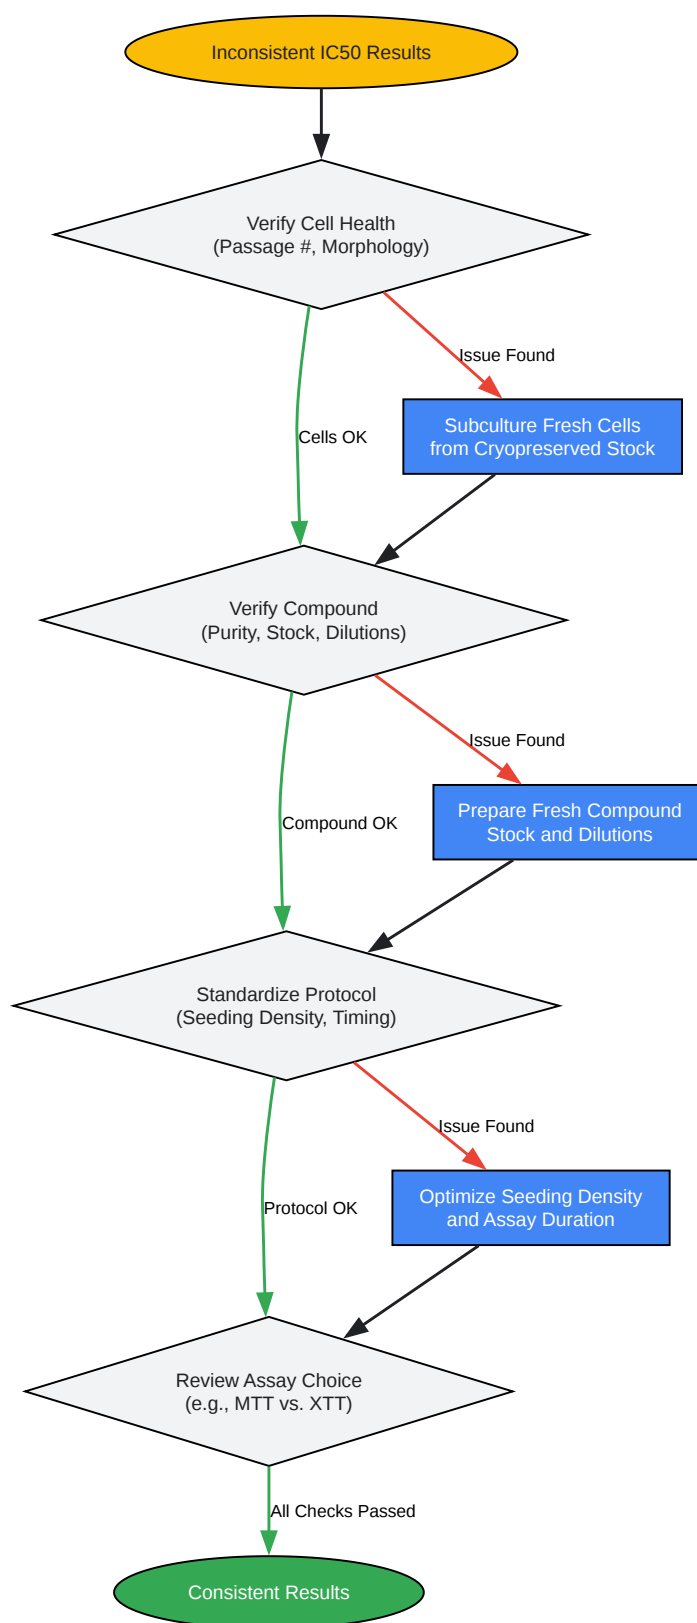 Inconsistent IC50 Results
Verify Cell Health
(Passage #, Morphology)
Issue Found
Subculture Fresh Cells
from Cryopreserved Stock
Cells OK
Verify Compound
(Purity, Stock, Dilutions)
Issue Found
Prepare Fresh Compound
Stock and Dilutions
Compound OK
Standardize Protocol
(Seeding Density, Timing)
Issue Found
Optimize Seeding Density
and Assay Duration
Protocol OK
Review Assay Choice
(e.g., MTT vs. XTT)
All Checks Passed
Consistent Results